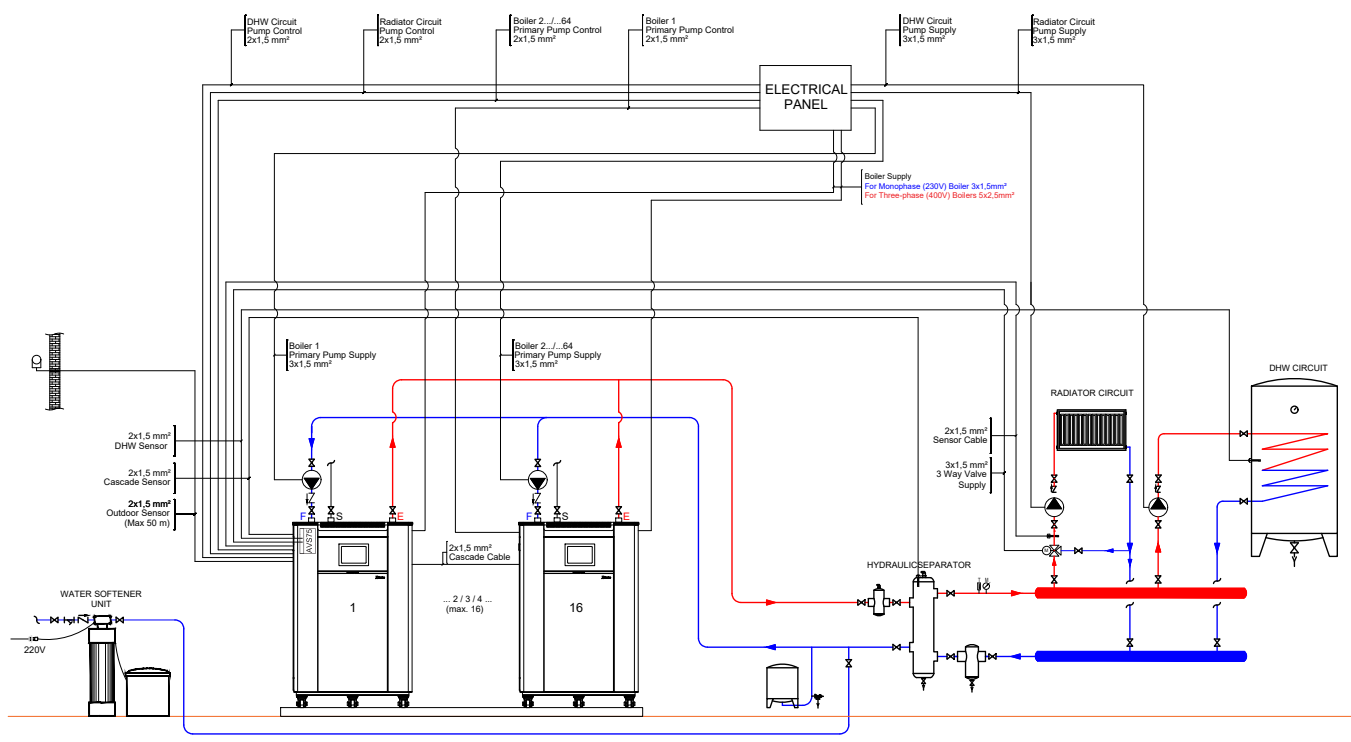 DHW Circuit
Pump Control
2x1,5 mm²
Radiator Circuit
Pump Control
2x1,5 mm²
Boiler 2.../...64
Primary Pump Control
2x1,5 mm²
Boiler 1
Primary Pump Control
2x1,5 mm²
DHW Circuit
Pump Supply
3x1,5 mm²
Radiator Circuit
Pump Supply
3x1,5 mm²
ELECTRICAL
PANEL
Boiler Supply
For Monophase (230V) Boiler 3x1,5mm²
For Three-phase (400V) Boilers 5x2,5mm²
Boiler 1
Primary Pump Supply
3x1,5 mm²
Boiler 2.../...64
Primary Pump Supply
3x1,5 mm²
DHW CIRCUIT
RADIATOR CIRCUIT
2x1,5 mm²
DHW Sensor
2x1,5 mm²
Cascade Sensor
2x1,5 mm²
Outdoor Sensor
(Max 50 m)
2x1,5 mm²
Sensor Cable
3x1,5 mm²
3 Way Valve
Supply
F
S
E
F
S
E
AVS75
2x1,5 mm²
Cascade Cable
M
HYDRAULICSEPARATOR
T
M
WATER SOFTENER
UNIT
220V
1
... 2 / 3 / 4 ...
(max. 16)
16